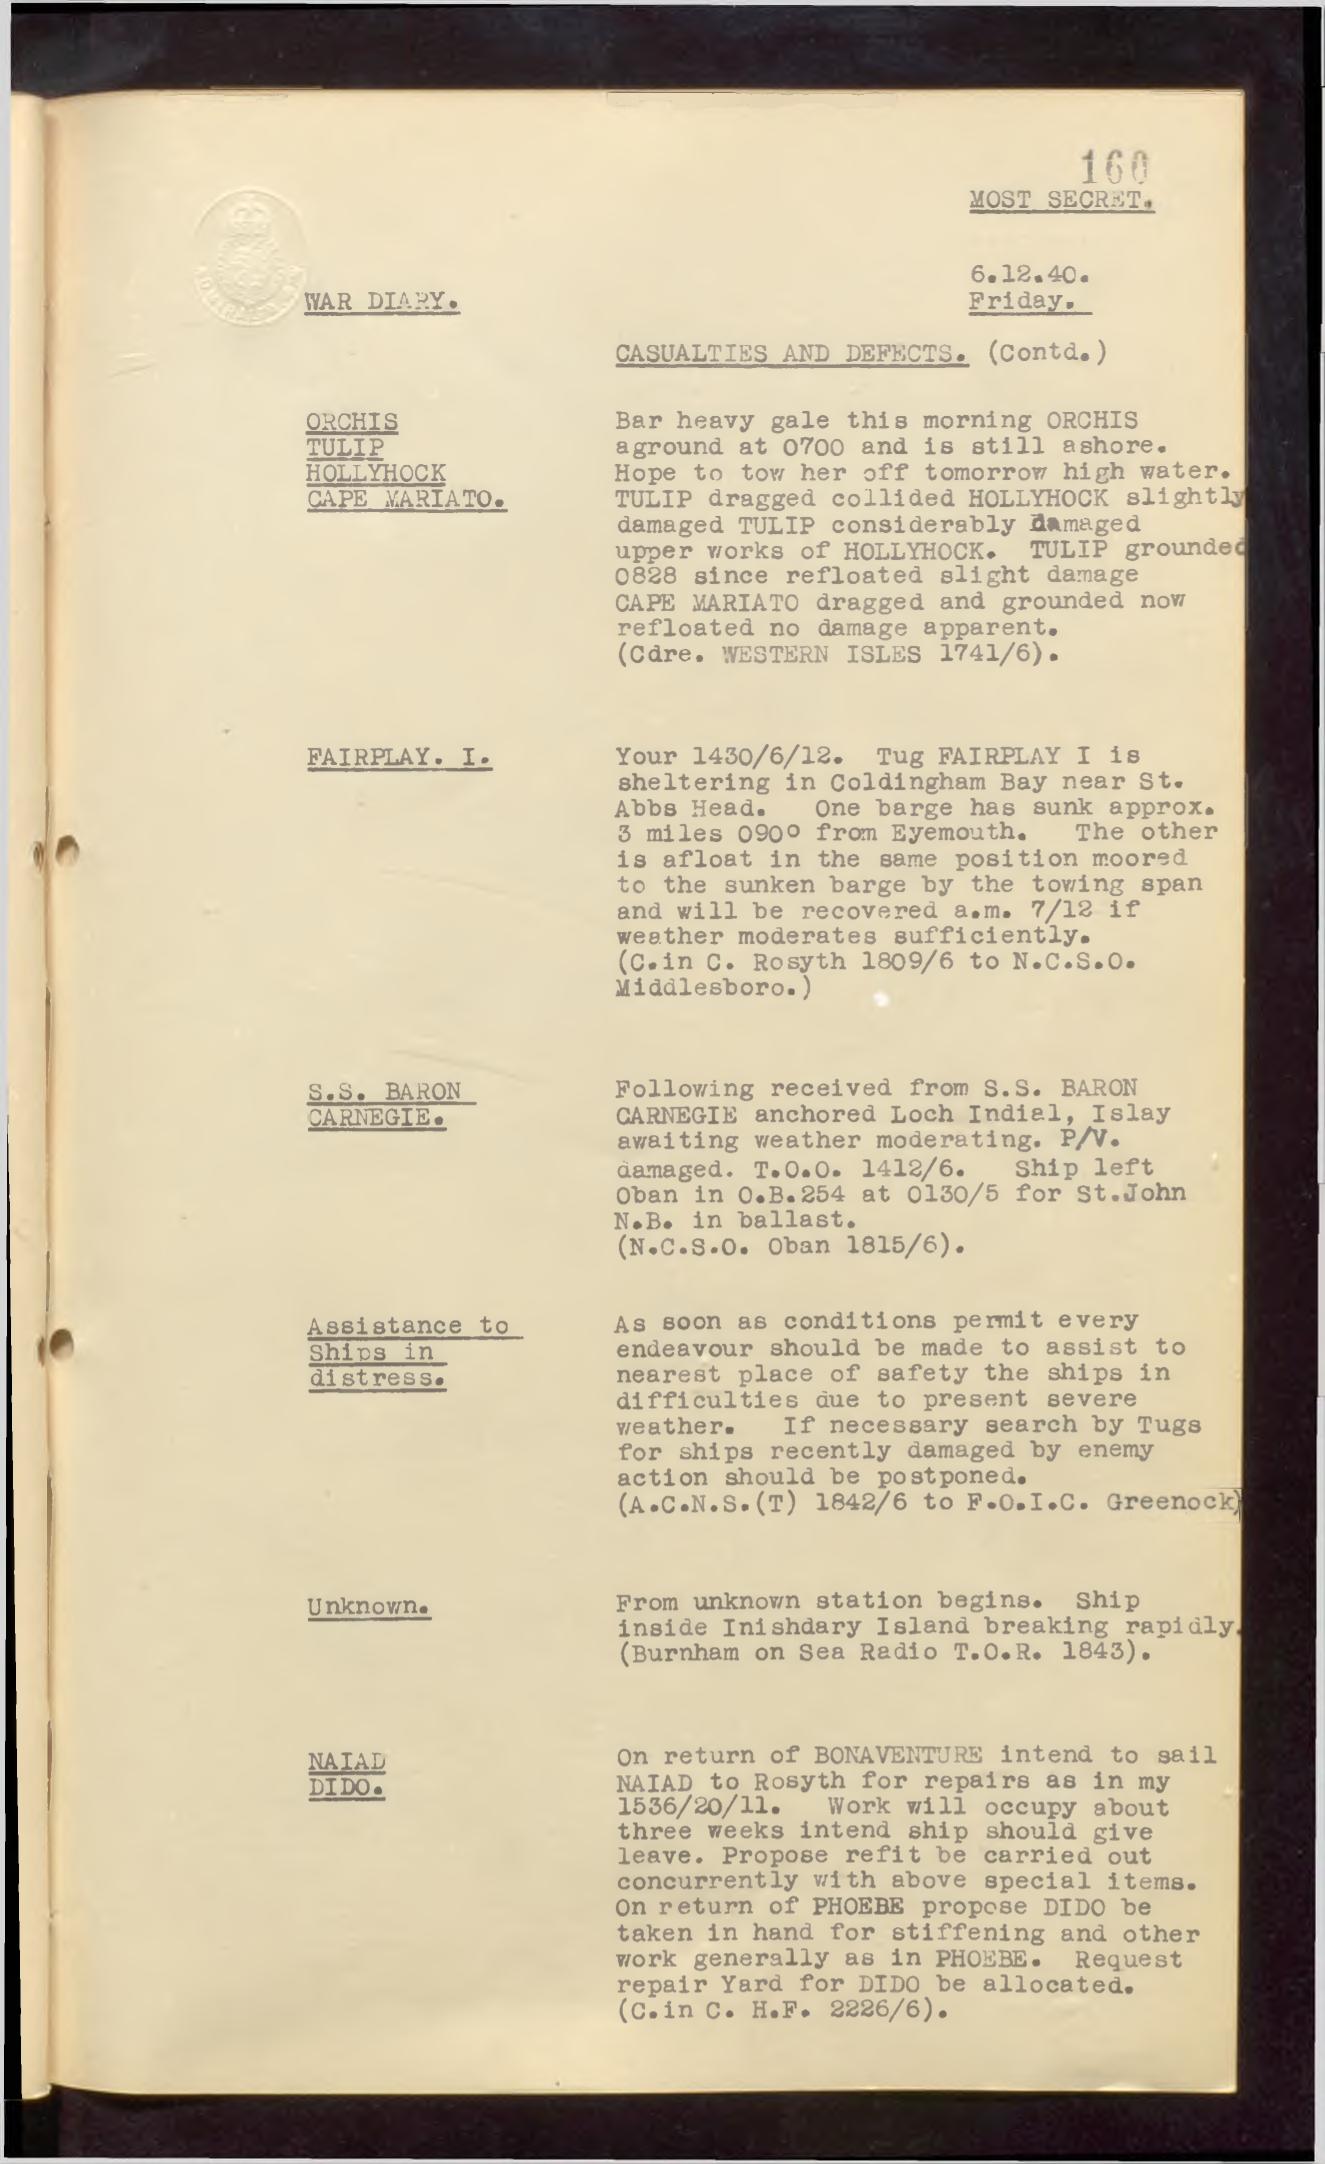 160
MOST SECRET.
6.12.40.
WAR DIARY.
Friday.
CASUALTIES AND DEFECTS. (Contd.)
ORCHIS
TULIP
HOLLYHOCK
CAPE MARIATO.
Bar heavy gale this morning ORCHIS
aground at 0700 and is still ashore.
Hope to tow her off tomorrow high water.
TULIP dragged collided HOLLYHOCK slightly
damaged TULIP considerably damaged
upper works of HOLLYHOCK. TULIP grounded
0828 since refloated slight damage
CAPE MARIATO dragged and grounded now
refloated no damage apparent.
(Cdre. WESTERN ISLES 1741/6).
FAIRPLAY. I.
Your 1430/6/12. Tug FAIRPLAY I is
sheltering in Coldingham Bay near St.
Abbs Head. One barge has sunk approx.
3 miles 090° from Eyemouth. The other
is afloat in the same position moored
to the sunken barge by the towing span
and will be recovered a.m. 7/12 if
weather moderates sufficiently.
(C.in C. Rosyth 1809/6 to N.C.S.O.
Middlesboro.)
S.S. BARON
CARNEGIE.
Following received from S.S. BARON
CARNEGIE anchored Loch Indial, Islay
awaiting weather moderating. P/V.
damaged. T.O.O. 1412/6. Ship left
Oban in O.B.254 at 0130/5 for St.John
N.B. in ballast.
(N.C.S.O. Oban 1815/6).
Assistance to
Ships in
distress.
As soon as conditions permit every
endeavour should be made to assist to
nearest place of safety the ships in
difficulties due to present severe
weather. If necessary search by Tugs
for ships recently damaged by enemy
action should be postponed.
(A.C.N.S.(T) 1842/6 to F.O.I.C. Greenock)
Unknown.
From unknown station begins. Ship
inside Inishdary Island breaking rapidly.
(Burnham on Sea Radio T.O.R. 1843).
NAIAD
DIDO.
On return of BONAVENTURE intend to sail
NAIAD to Rosyth for repairs as in my
1536/20/11. Work will occupy about
three weeks intend ship should give
leave. Propose refit be carried out
concurrently with above special items.
On return of PHOEBE propose DIDO be
taken in hand for stiffening and other
work generally as in PHOEBE. Request
repair Yard for DIDO be allocated.
(C.in C. H.F. 2226/6).